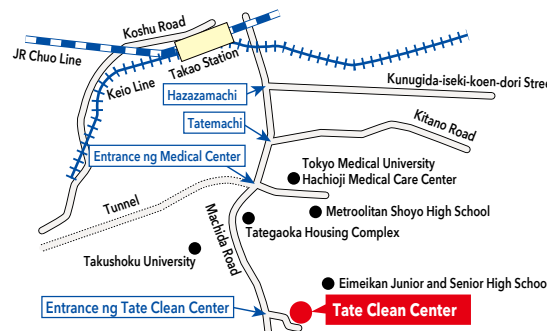 Koshu Road
JR Chuo Line
Takao Station
Keio Line
Hazazamachi
Kunugida-iseki-koen-dori Stree
Tatemachi
Kitano Road
Entrance ng Medical Center
Tokyo Medical University
Hachioji Medical Care Center
Tunnel
Machida Road
Metroolitan Shoyo High School
Tategaoka Housing Complex
Takushoku University
Eimeikan Junior and Senior High School
Entrance ng Tate Clean Center
Tate Clean Center